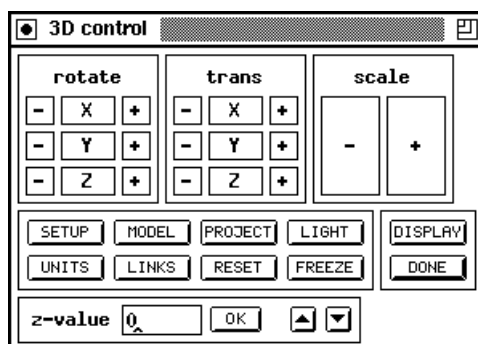 3D control
rotate trans scale
- X + - X + - +
- Y + - Y +
- Z + - Z +
SETUP MODEL PROJECT LIGHT DISPLAY
UNITS LINKS RESET FREEZE DONE
z-value 0 OK